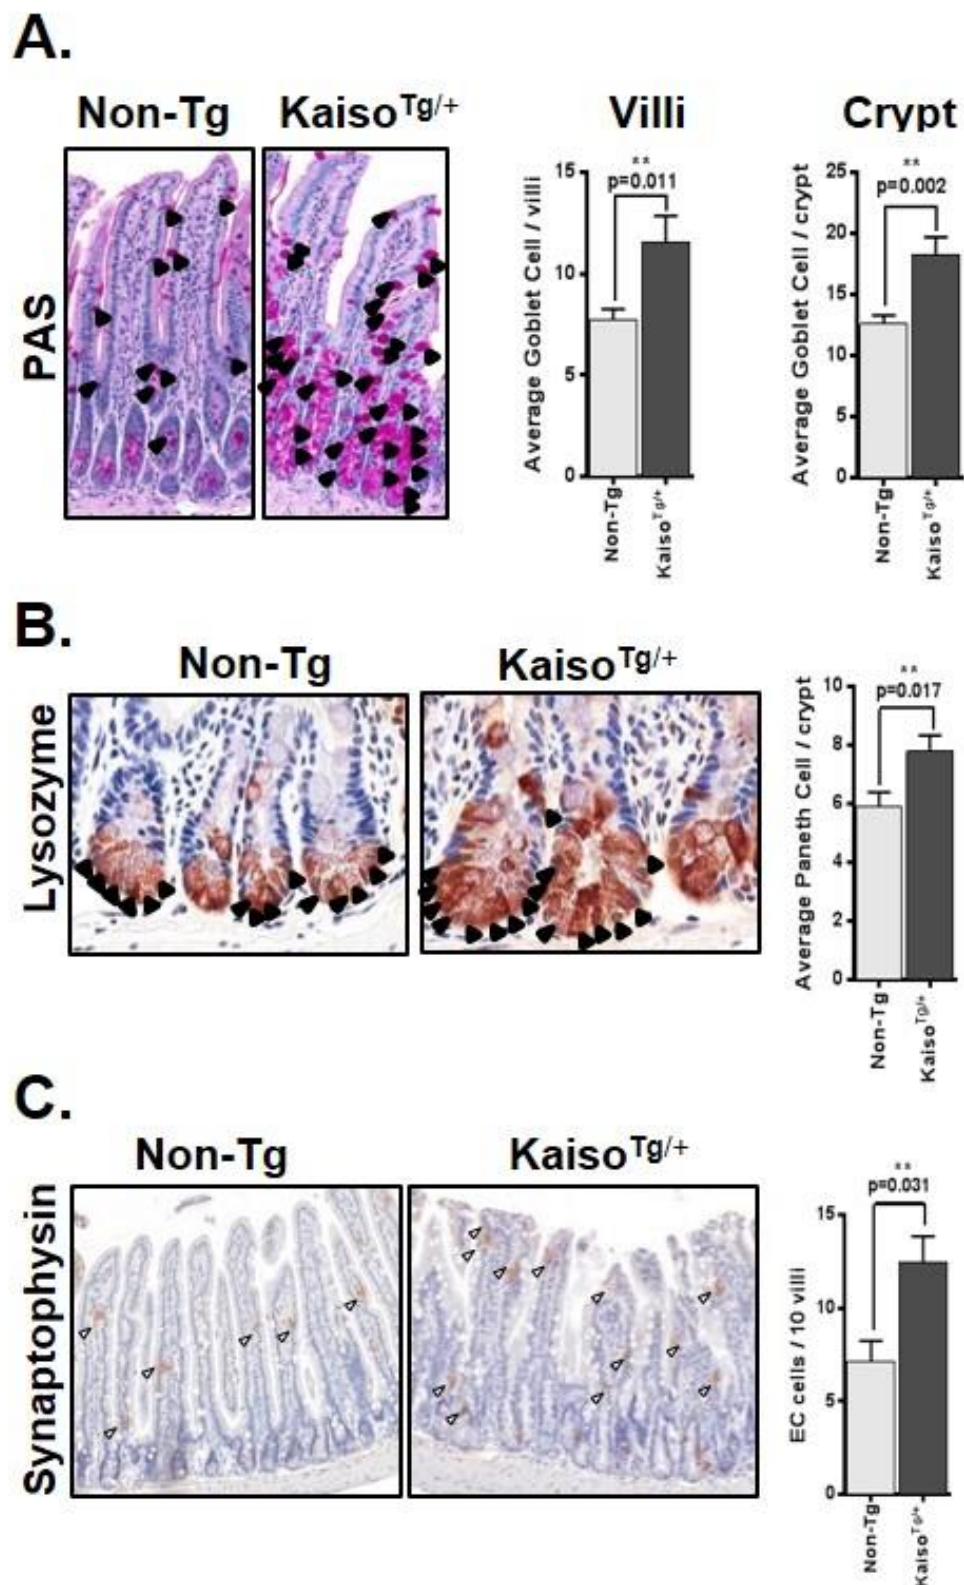 A.
Non-Tg
Kaiso Tg/+
Villi
Crypt
PAS
Average Goblet Cell / villi
15
10
5
0
**
p=0.011
Non-Tg
Kaiso Tg/+
Average Goblet Cell / crypt
25
20
15
10
5
0
**
p=0.002
Non-Tg
Kaiso Tg/+
B.
Non-Tg
Kaiso Tg/+
Lysozyme
Average Paneth Cell / crypt
10
8
6
4
2
0
**
p=0.017
Non-Tg
Kaiso Tg/+
C.
Non-Tg
Kaiso Tg/+
Synaptophysin
EC cells / 10 villi
15
10
5
0
**
p=0.031
Non-Tg
Kaiso Tg/+